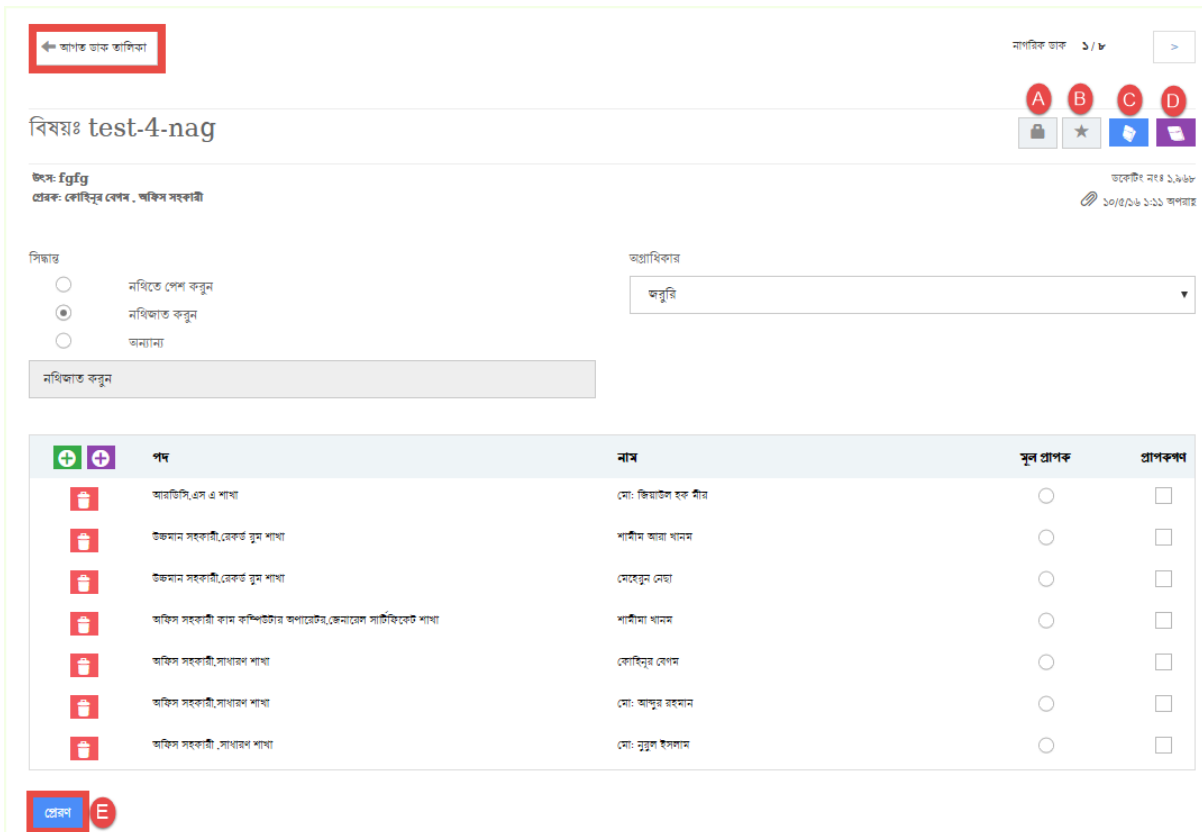 আগত ডাক তালিকা
নাগরিক ডাক ১ / ৮ >
A B C D
বিষয়ঃ test-4-nag
উৎস: fgfg
প্রেরক: কোহিনূর বেগম , অফিস সহকারী
ডকেটিং নংঃ ১,৯৬৮
১০/৫/১৬ ১:১১ অপরাহ্ণ
সিদ্ধান্ত
অগ্রাধিকার
নথিতে পেশ করুন
জরুরি
নথিজাত করুন
অন্যান্য
নথিজাত করুন
পদ নাম মূল প্রাপক প্রাপকগণ
আরডিসি,এস এ শাখা মো: জিয়াউল হক মীর
উচ্চমান সহকারী,রেকর্ড রুম শাখা শামীম আরা খানম
উচ্চমান সহকারী,রেকর্ড রুম শাখা মেহেরুন নেছা
অফিস সহকারী কাম কম্পিউটার অপারেটর,জেনারেল সার্টিফিকেট শাখা শামীমা খানম
অফিস সহকারী,সাধারণ শাখা কোহিনূর বেগম
অফিস সহকারী,সাধারণ শাখা মো: আব্দুর রহমান
অফিস সহকারী ,সাধারণ শাখা মো: নুরুল ইসলাম
প্রেরণ E